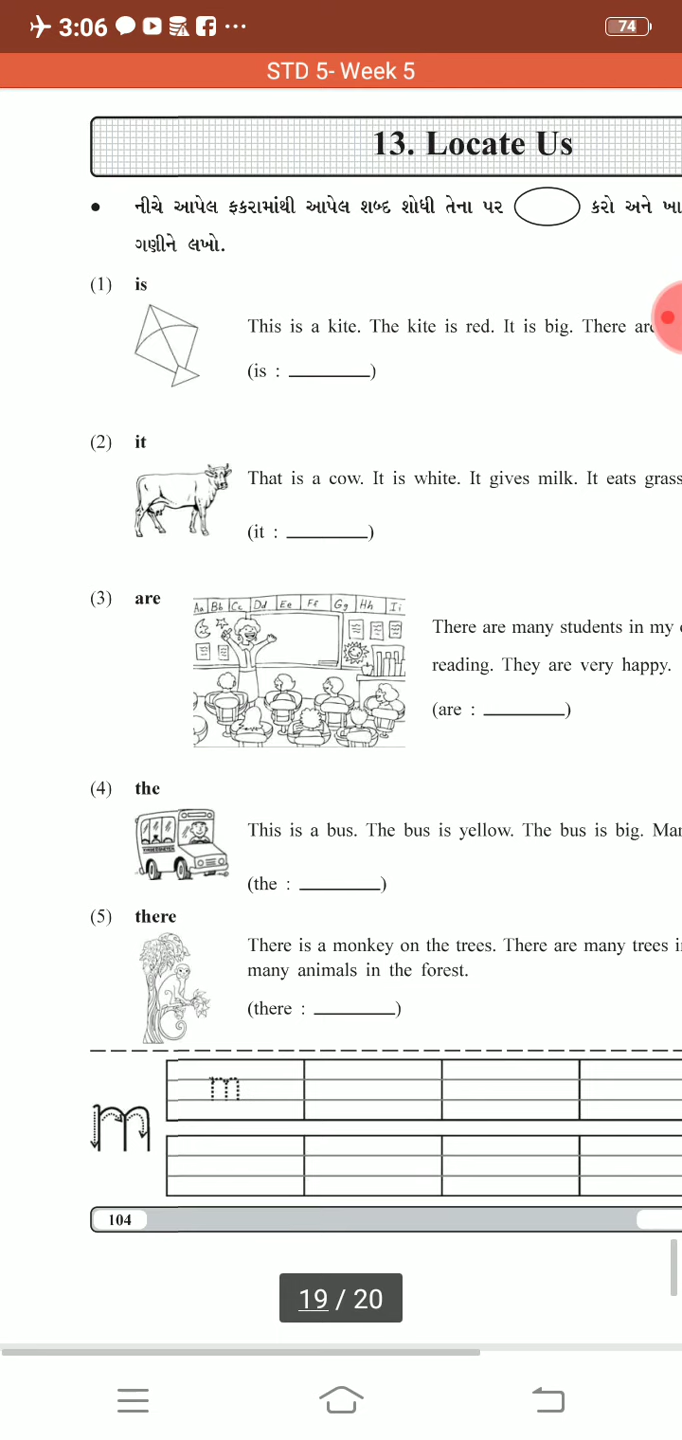 3:06 ...
74
STD 5- Week 5
13. Locate Us
● નીચે આપેલ ફકરામાંથી આપેલ શબ્દ શોધી તેના પર કરો અને ખા
ગણીને લખો.
(1) is
This is a kite. The kite is red. It is big. There are
(is : ________)
(2) it
That is a cow. It is white. It gives milk. It eats grass
(it : ________)
(3) are
Aa Bb Cc Dd Ee Ff Gg Hh Ii
There are many students in my
reading. They are very happy.
(are : ________)
(4) the
This is a bus. The bus is yellow. The bus is big. Mar
(the : ________)
(5) there
There is a monkey on the trees. There are many trees i
many animals in the forest.
(there : ________)
m
m
104
19 / 20